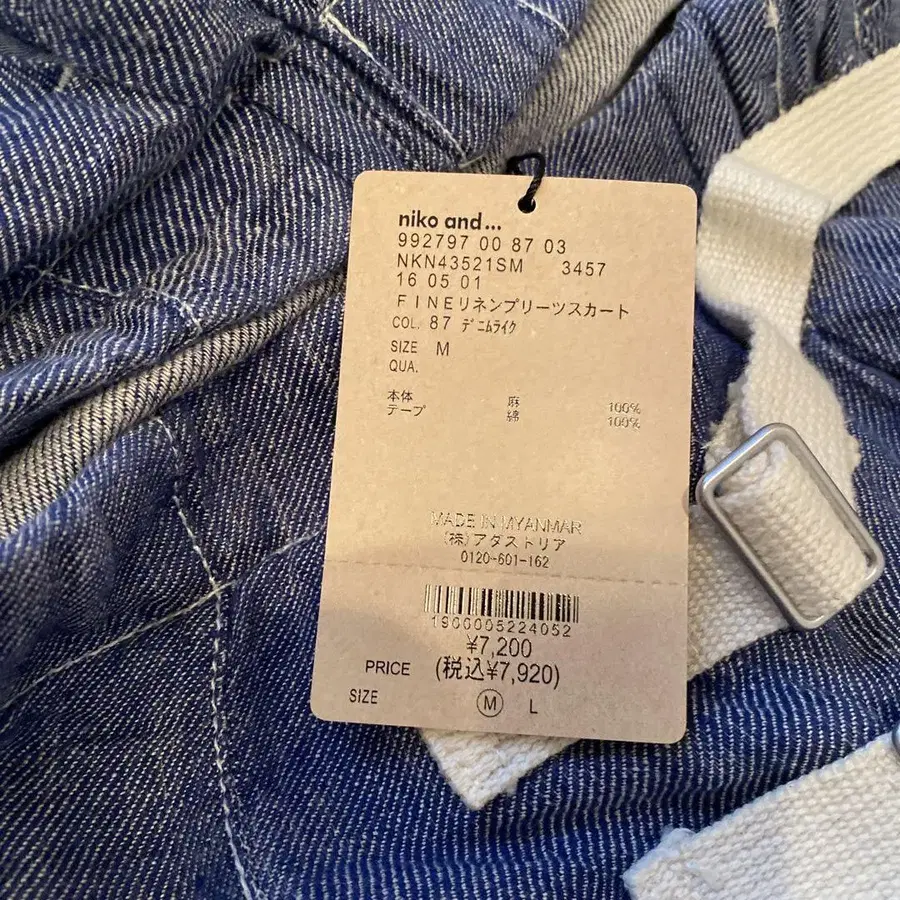 niko and...
992797 00 87 03
NKN43521SM 3457
16 05 01
FINEリネンプリーツスカート
COL. 87 ﾃﾞﾆﾑﾗｲｸ
SIZE M
QUA.
本体 麻 100%
テープ 綿 100%
MADE IN MYANMAR
(株)アダストリア
0120-601-162
1900005224052
¥7,200
PRICE (税込¥7,920)
SIZE M L